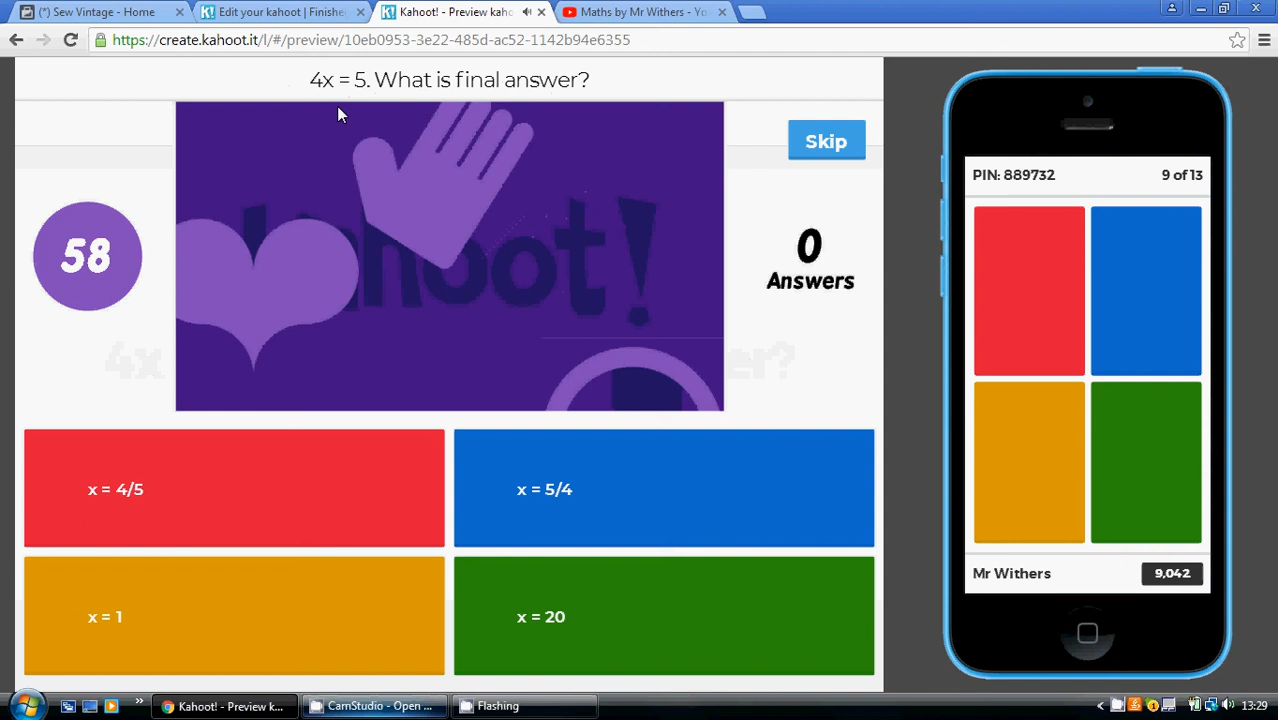 (*) Sew Vintage - Home
Edit your kahoot | Finishe
Kahoot! - Preview kaho
Maths by Mr Withers - Yo
https://create.kahoot.it/l/#/preview/10eb0953-3e22-485d-ac52-1142b94e6355
4x = 5. What is final answer?
Skip
PIN: 889732
9 of 13
58
0
Answers
x = 4/5
x = 5/4
x = 1
x = 20
Mr Withers
9,042
Kahoot! - Preview k...
CamStudio - Open ...
Flashing
13:29